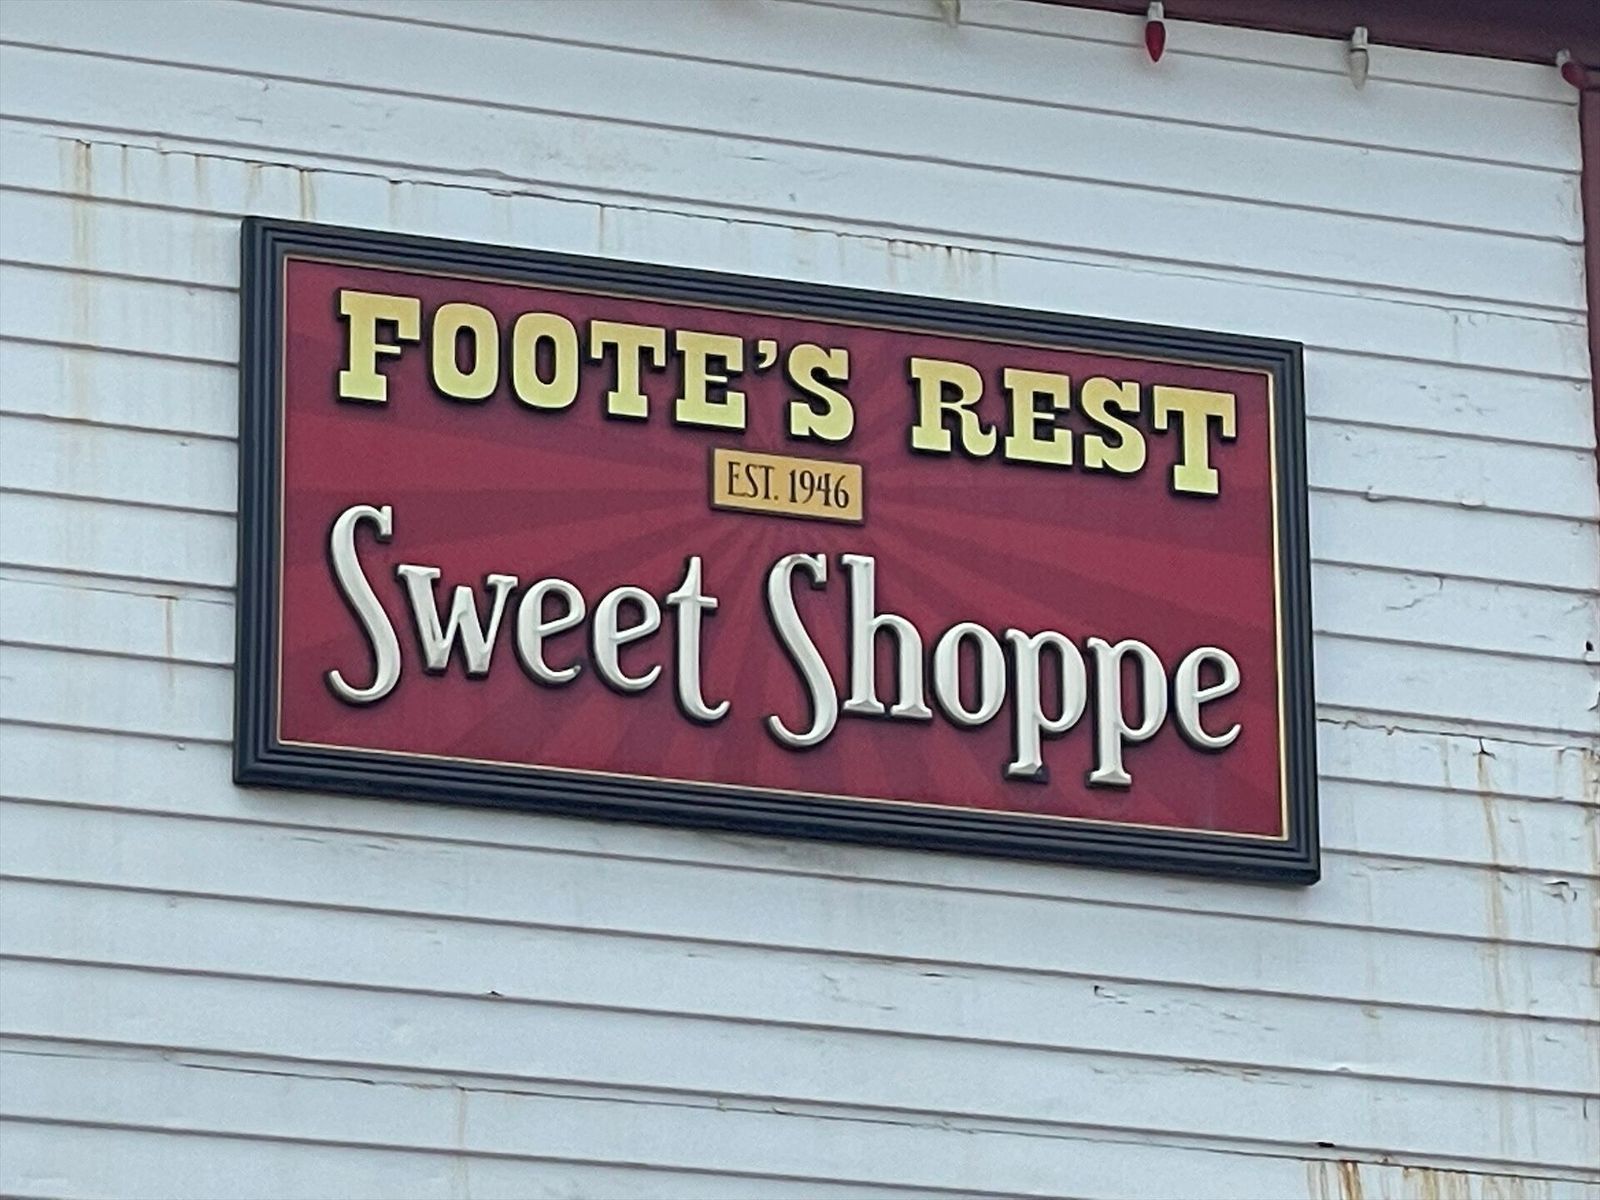 FOOTE'S REST
EST. 1946
Sweet Shoppe